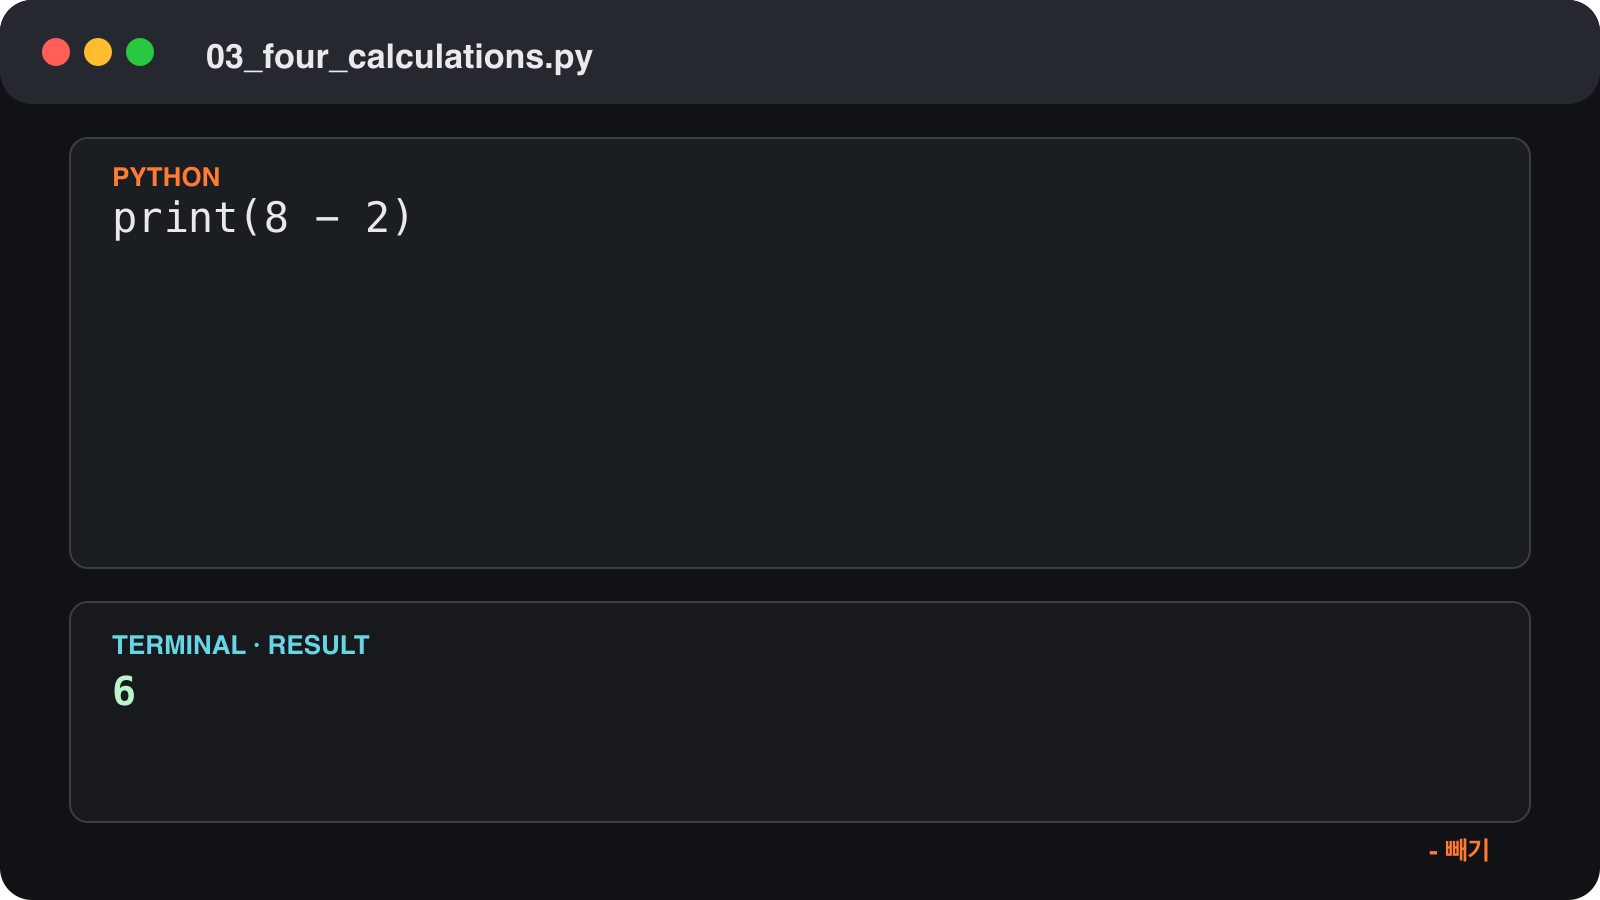 03_four_calculations.py
PYTHON
print(8 − 2)
TERMINAL · RESULT
6
- 빼기